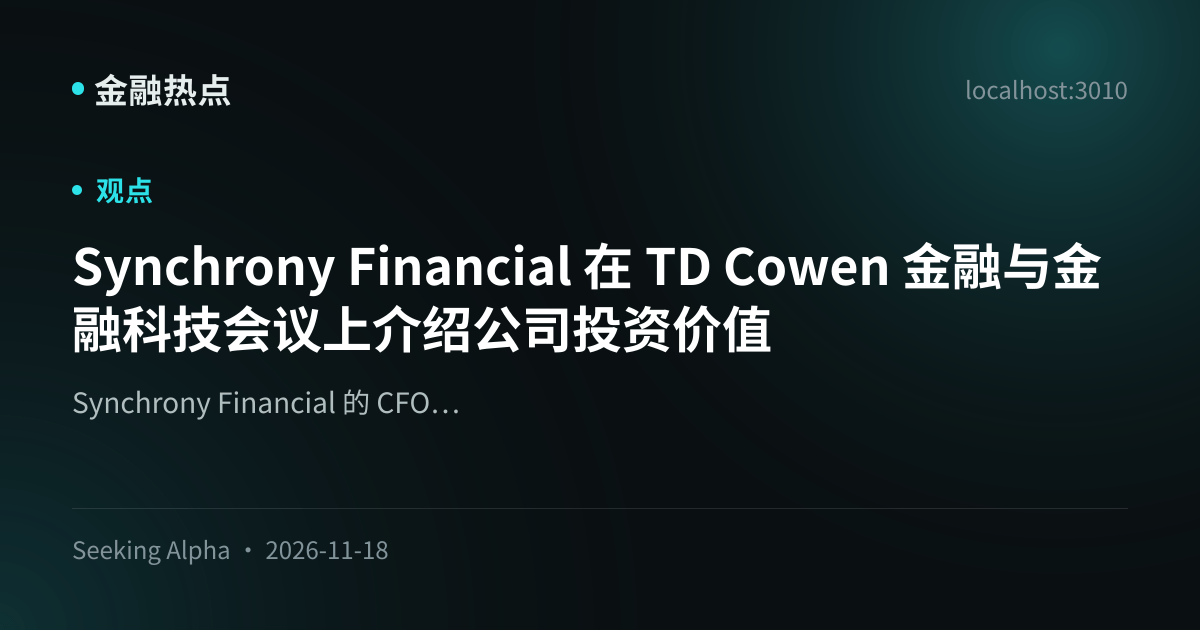 金融热点
localhost:3010
观点
Synchrony Financial 在 TD Cowen 金融与金
融科技会议上介绍公司投资价值
Synchrony Financial 的 CFO…
Seeking Alpha · 2026-11-18